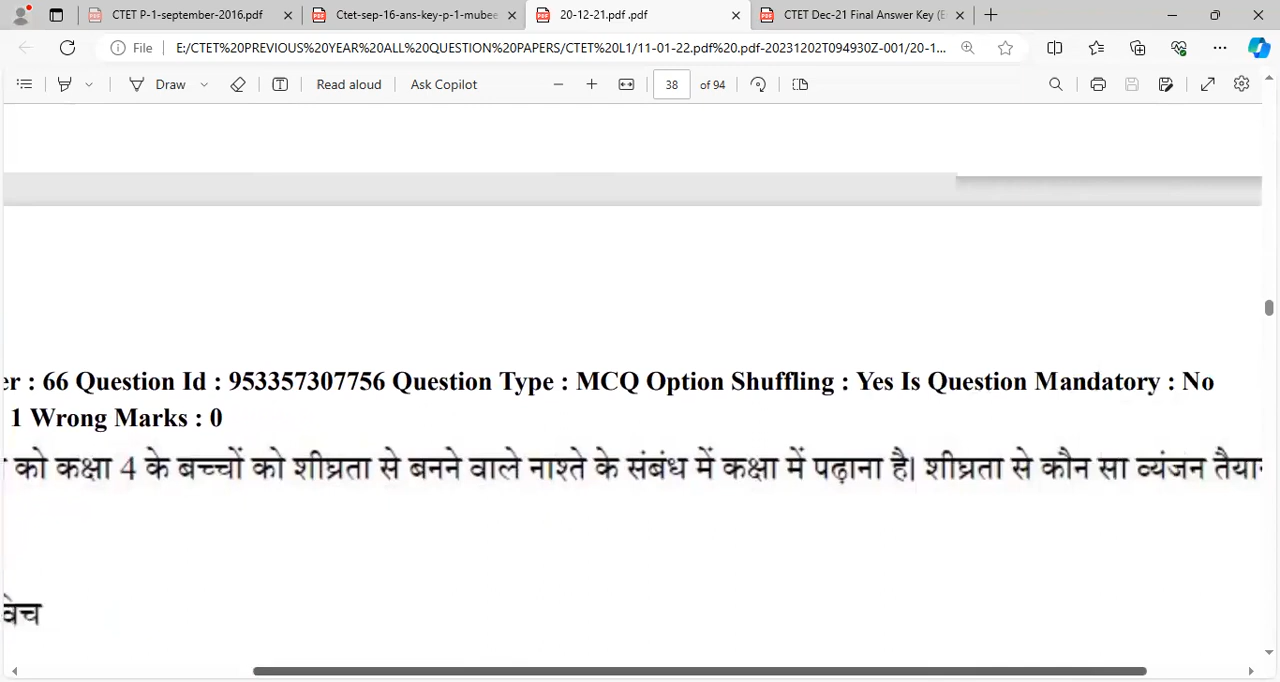 CTET P-1-september-2016.pdf
Ctet-sep-16-ans-key-p-1-mubee
20-12-21.pdf .pdf
CTET Dec-21 Final Answer Key (E
File
E:/CTET%20PREVIOUS%20YEAR%20ALL%20QUESTION%20PAPERS/CTET%20L1/11-01-22.pdf%20.pdf-20231202T094930Z-001/20-1...
Draw
Read aloud
Ask Copilot
38
of 94
er : 66 Question Id : 953357307756 Question Type : MCQ Option Shuffling : Yes Is Question Mandatory : No
1 Wrong Marks : 0
को कक्षा 4 के बच्चों को शीघ्रता से बनने वाले नाश्ते के संबंध में कक्षा में पढ़ाना है| शीघ्रता से कौन सा व्यंजन